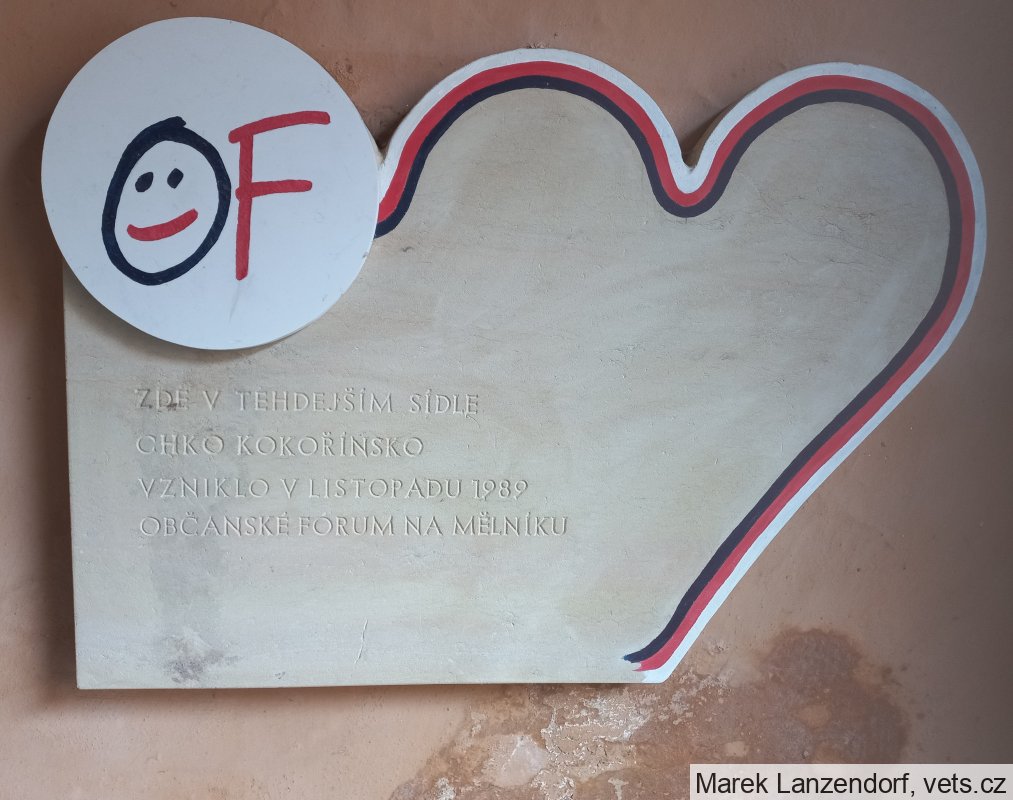 OF
ZDE V TEHDEJŠÍM SÍDLE
CHKO KOKOŘÍNSKO
VZNIKLO V LISTOPADU 1989
OBČANSKÉ FÓRUM NA MĚLNÍKU
Marek Lanzendorf, vets.cz